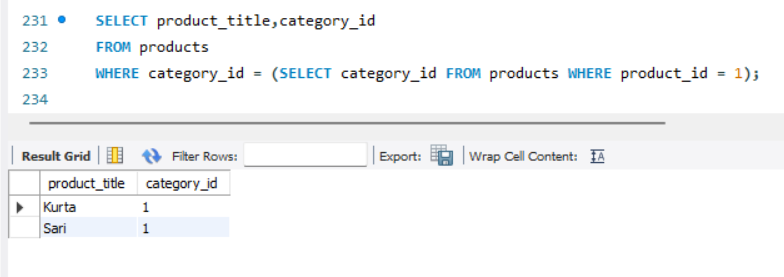 231 SELECT product_title,category_id
232 FROM products
233 WHERE category_id = (SELECT category_id FROM products WHERE product_id = 1);
234
Result Grid Filter Rows: Export: Wrap Cell Content: IA
product_title category_id
Kurta 1
Sari 1